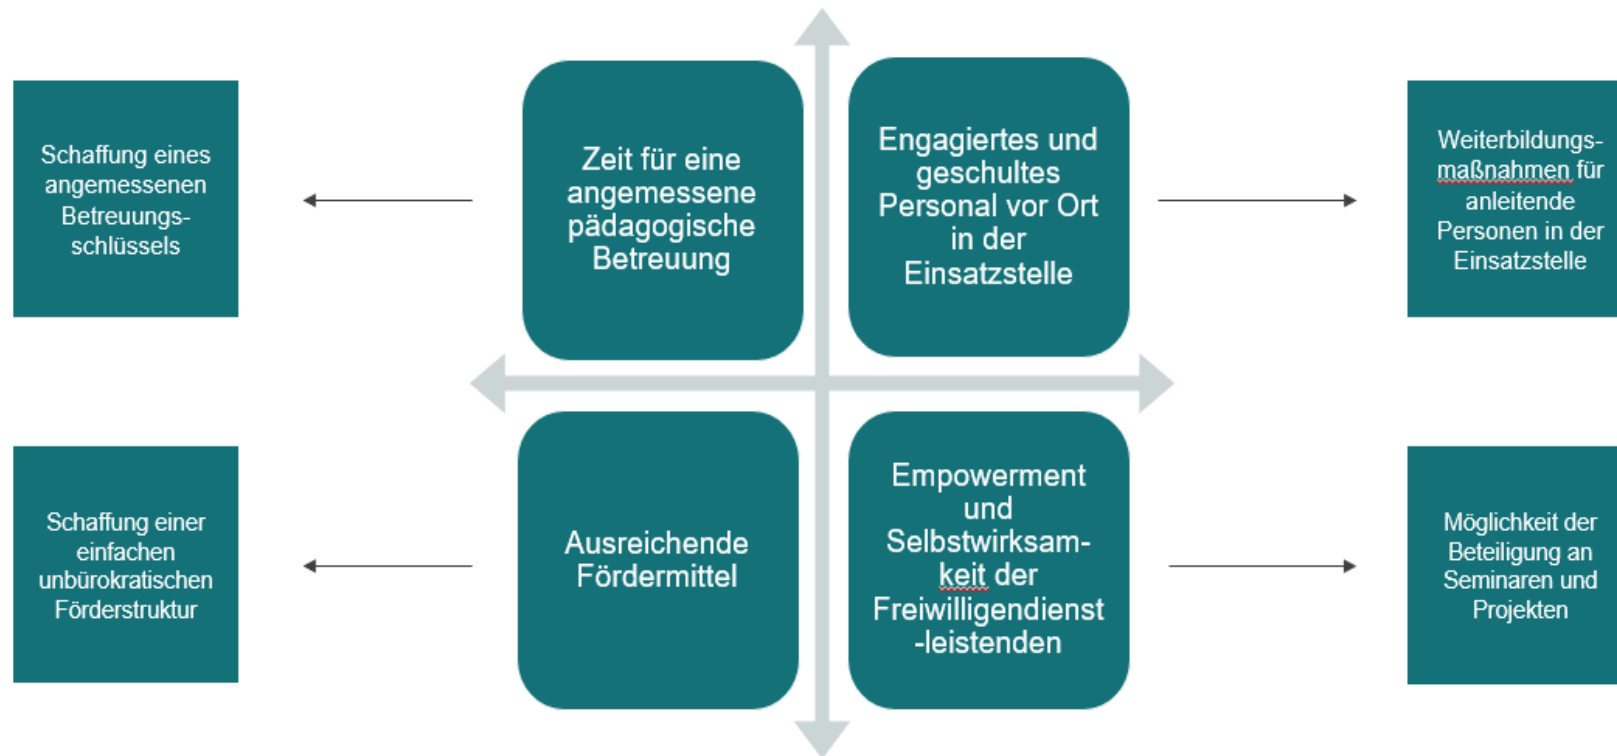 Schaffung eines
angemessenen
Betreuungs-
schlüssels
Zeit für eine
angemessene
pädagogische
Betreuung
Engagiertes und
geschultes
Personal vor Ort
in der
Einsatzstelle
Weiterbildungs-
maßnahmen für
anleitende
Personen in der
Einsatzstelle
Schaffung einer
einfachen
unbürokratischen
Förderstruktur
Ausreichende
Fördermittel
Empowerment
und
Selbstwirksam-
keit der
Freiwilligendienst
-leistenden
Möglichkeit der
Beteiligung an
Seminaren und
Projekten